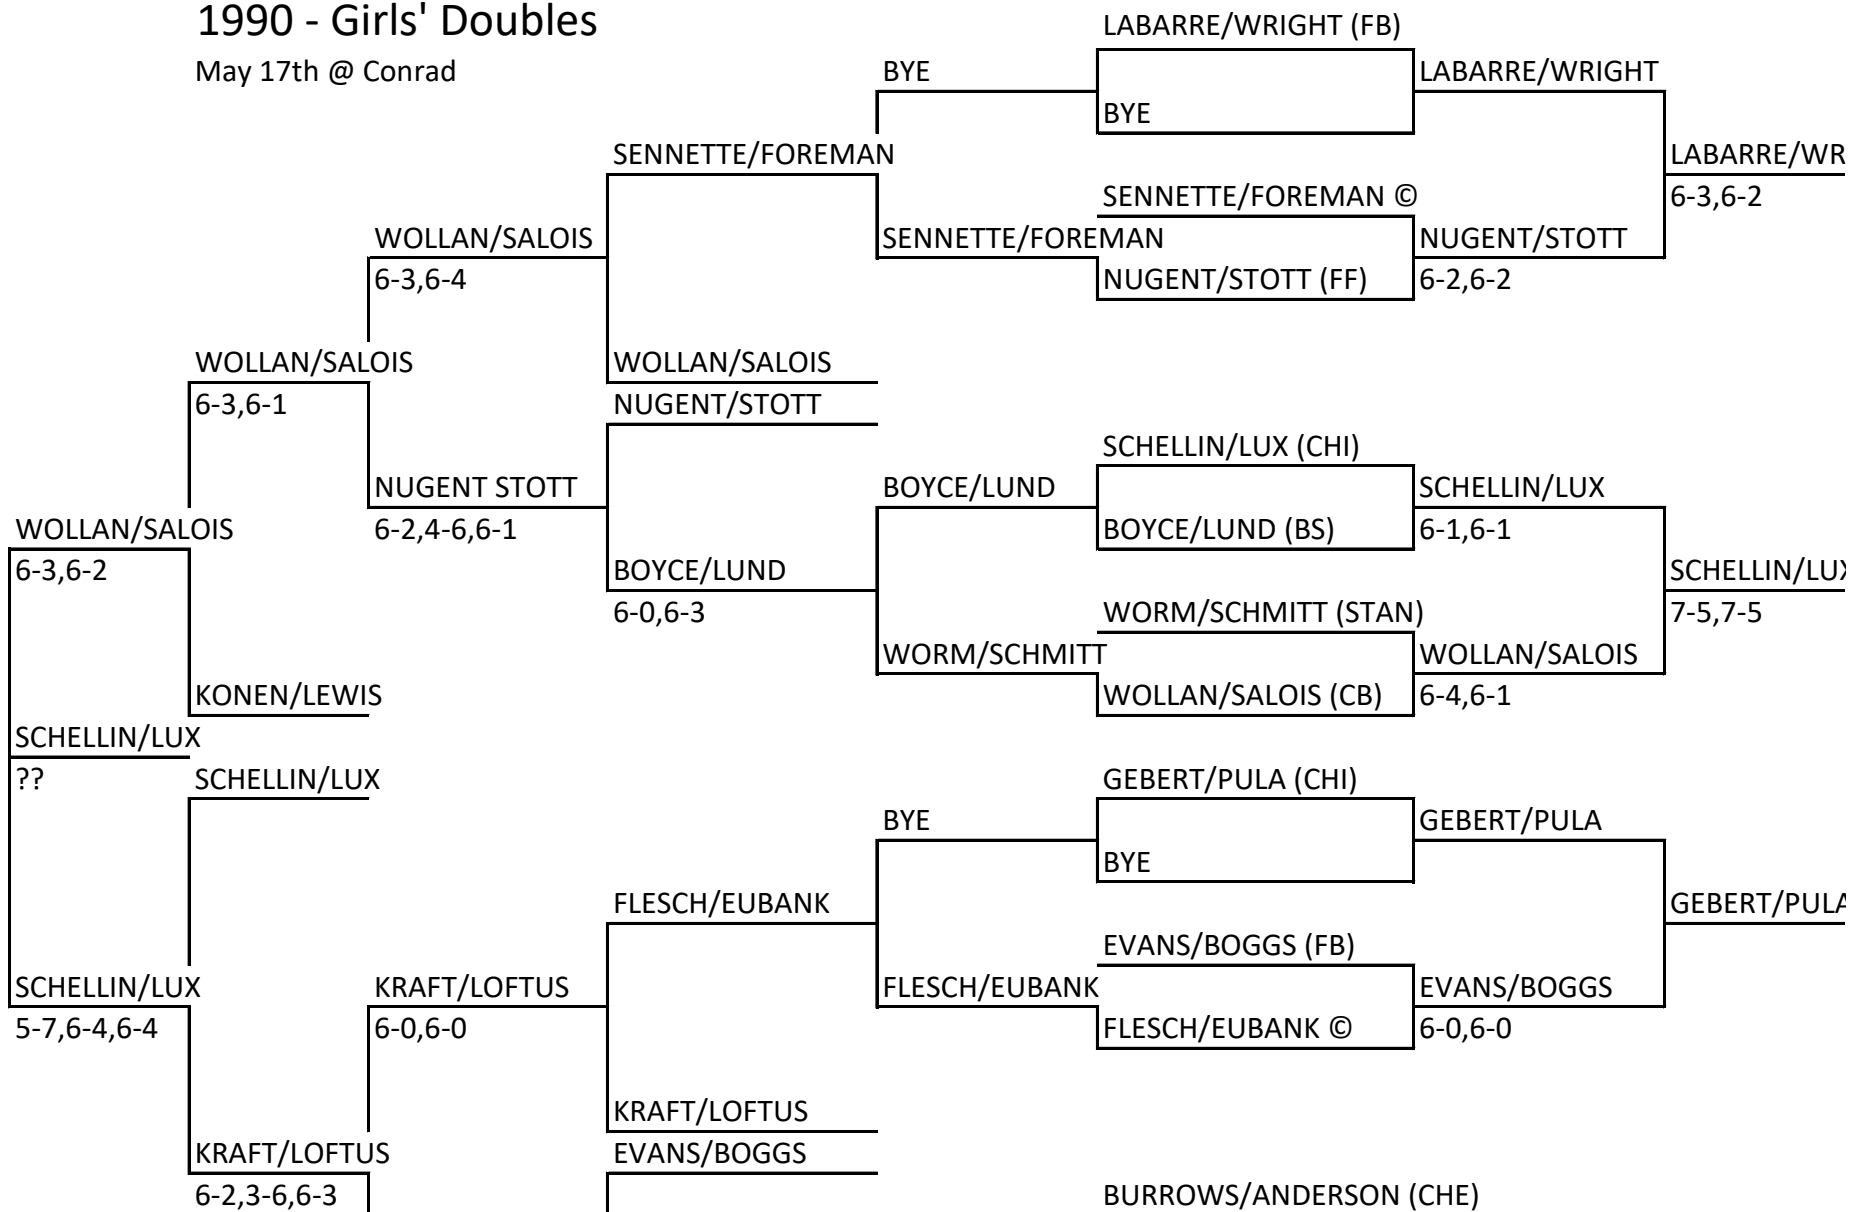 1990 - Girls' Doubles
LABARRE/WRIGHT (FB)
May 17th @ Conrad
BYE
LABARRE/WRIGHT
BYE
SENNETTE/FOREMAN
LABARRE/WR
SENNETTE/FOREMAN ©
6-3,6-2
WOLLAN/SALOIS
SENNETTE/FOREMAN
NUGENT/STOTT
6-3,6-4
NUGENT/STOTT (FF)
6-2,6-2
WOLLAN/SALOIS
WOLLAN/SALOIS
6-3,6-1
NUGENT/STOTT
SCHELLIN/LUX (CHI)
NUGENT STOTT
BOYCE/LUND
SCHELLIN/LUX
WOLLAN/SALOIS
6-2,4-6,6-1
BOYCE/LUND (BS)
6-1,6-1
6-3,6-2
BOYCE/LUND
SCHELLIN/LUX
6-0,6-3
WORM/SCHMITT (STAN)
7-5,7-5
WORM/SCHMITT
WOLLAN/SALOIS
KONEN/LEWIS
WOLLAN/SALOIS (CB)
6-4,6-1
SCHELLIN/LUX
??
SCHELLIN/LUX
GEBERT/PULA (CHI)
BYE
GEBERT/PULA
BYE
FLESCH/EUBANK
GEBERT/PULA
EVANS/BOGGS (FB)
SCHELLIN/LUX
KRAFT/LOFTUS
FLESCH/EUBANK
EVANS/BOGGS
5-7,6-4,6-4
6-0,6-0
FLESCH/EUBANK ©
6-0,6-0
KRAFT/LOFTUS
KRAFT/LOFTUS
EVANS/BOGGS
6-2,3-6,6-3
BURROWS/ANDERSON (CHE)